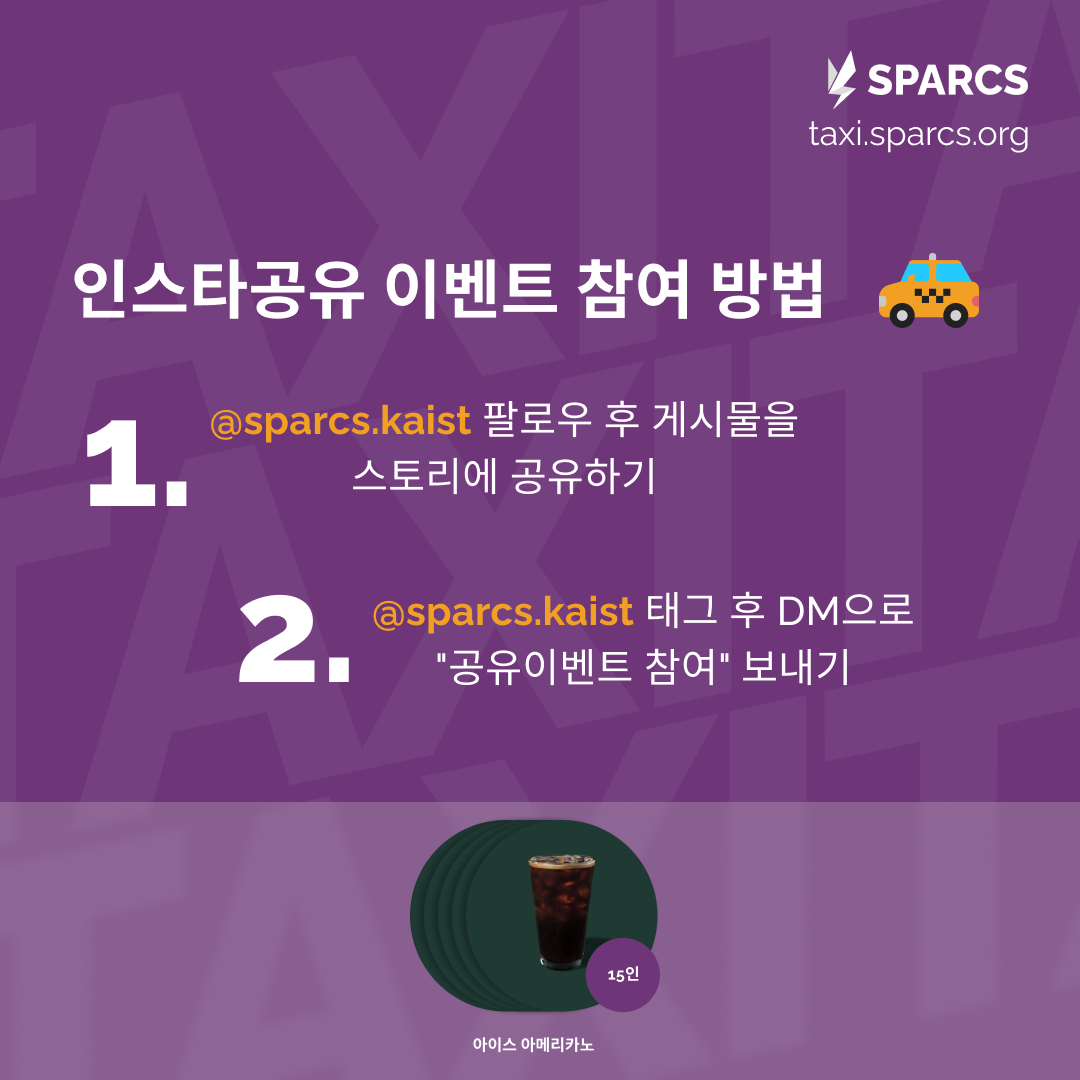 SPARCS
taxi.sparcs.org
인스타공유 이벤트 참여 방법
1.
@sparcs.kaist 팔로우 후 게시물을
스토리에 공유하기
2.
@sparcs.kaist 태그 후 DM으로
"공유이벤트 참여" 보내기
15인
아이스 아메리카노